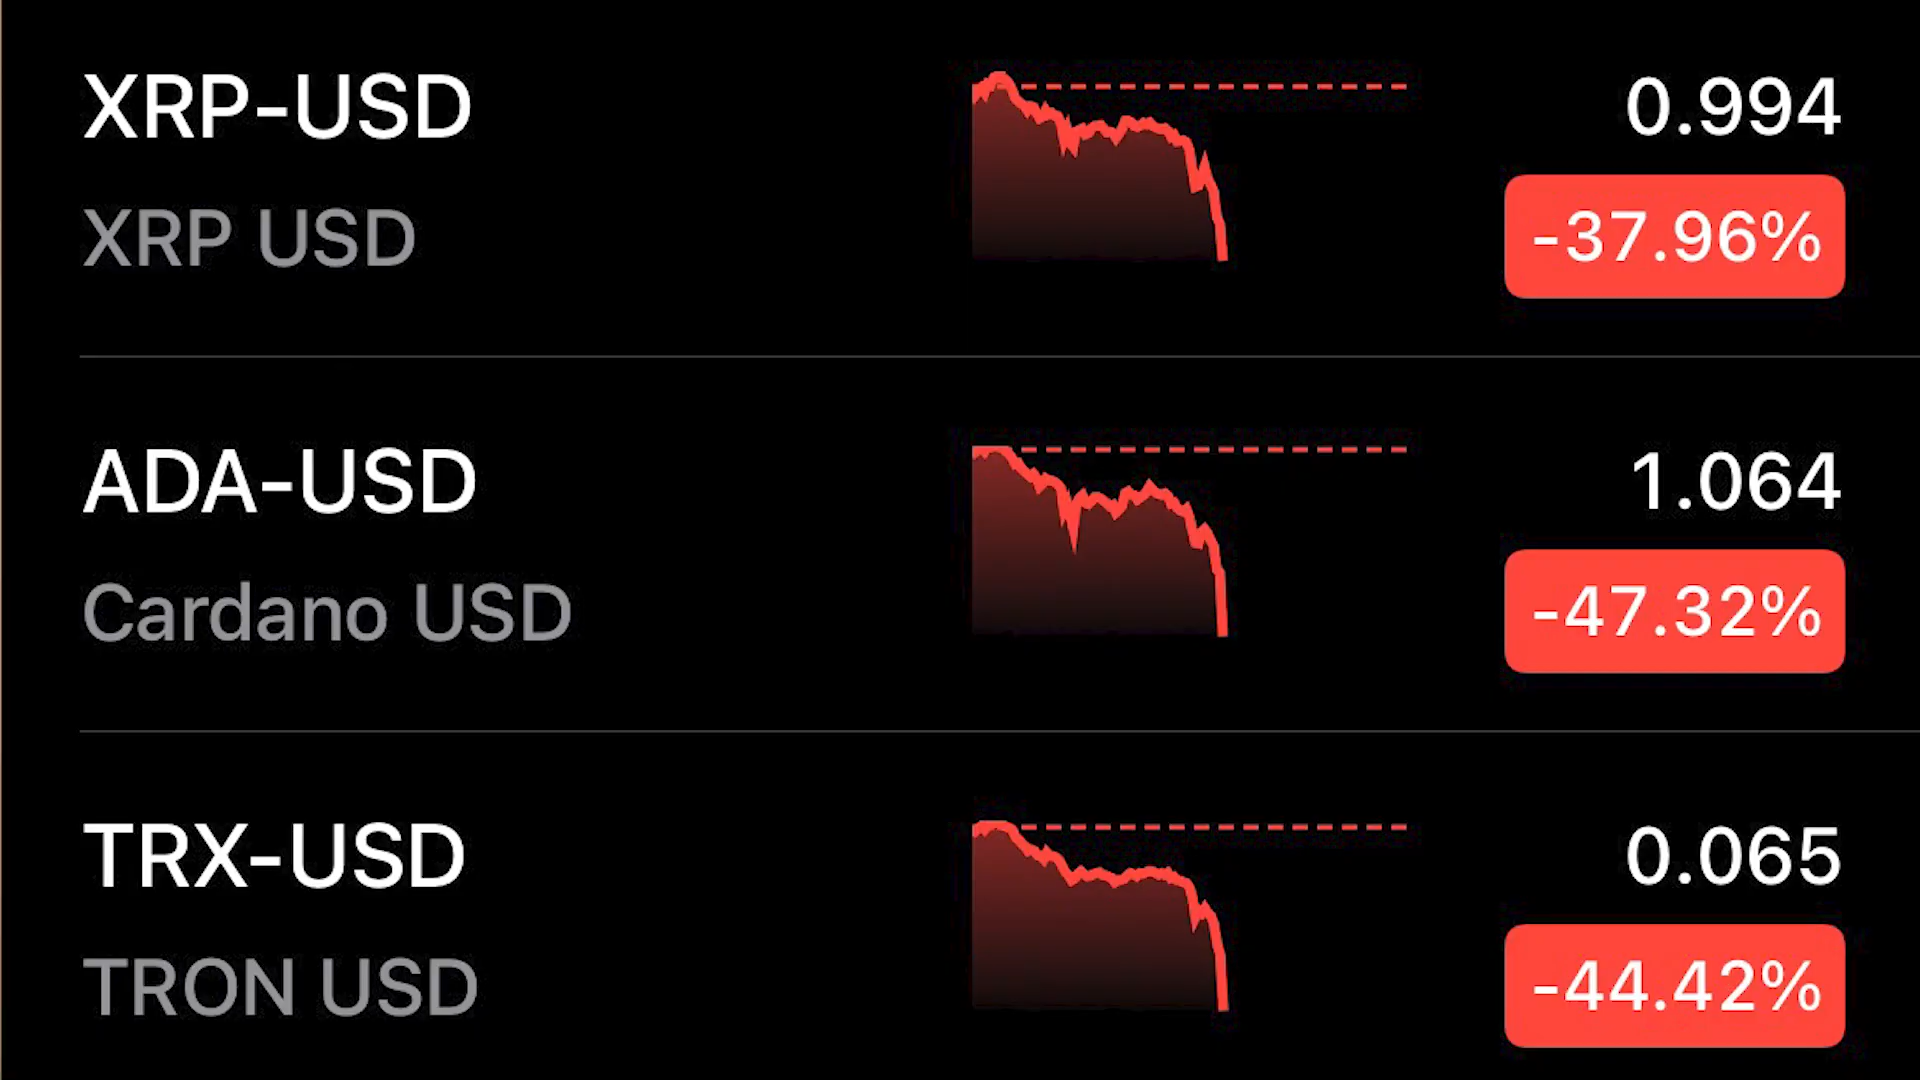 XRP-USD
0.994
XRP USD
-37.96%
ADA-USD
1.064
Cardano USD
-47.32%
TRX-USD
0.065
TRON USD
-44.42%